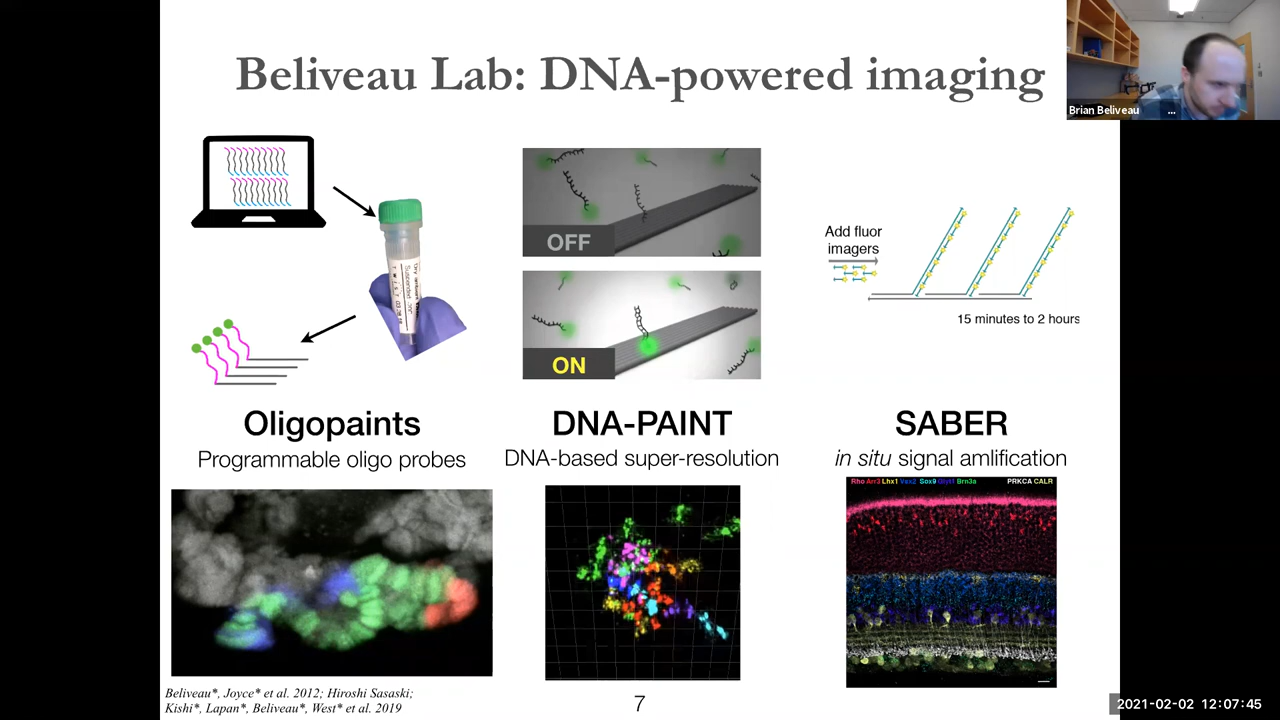 Beliveau Lab: DNA-powered imaging
Brian Beliveau
...
OFF
ON
Add fluor
imagers
15 minutes to 2 hours
Oligopaints
Programmable oligo probes
DNA-PAINT
DNA-based super-resolution
SABER
in situ signal amlification
Rho Arr3 Lhx1 Vsx2 Sox9 Glyt1 Brn3a PRKCA CALR
Beliveau*, Joyce* et al. 2012; Hiroshi Sasaski;
Kishi*, Lapan*, Beliveau*, West* et al. 2019
7
2021-02-02 12:07:45